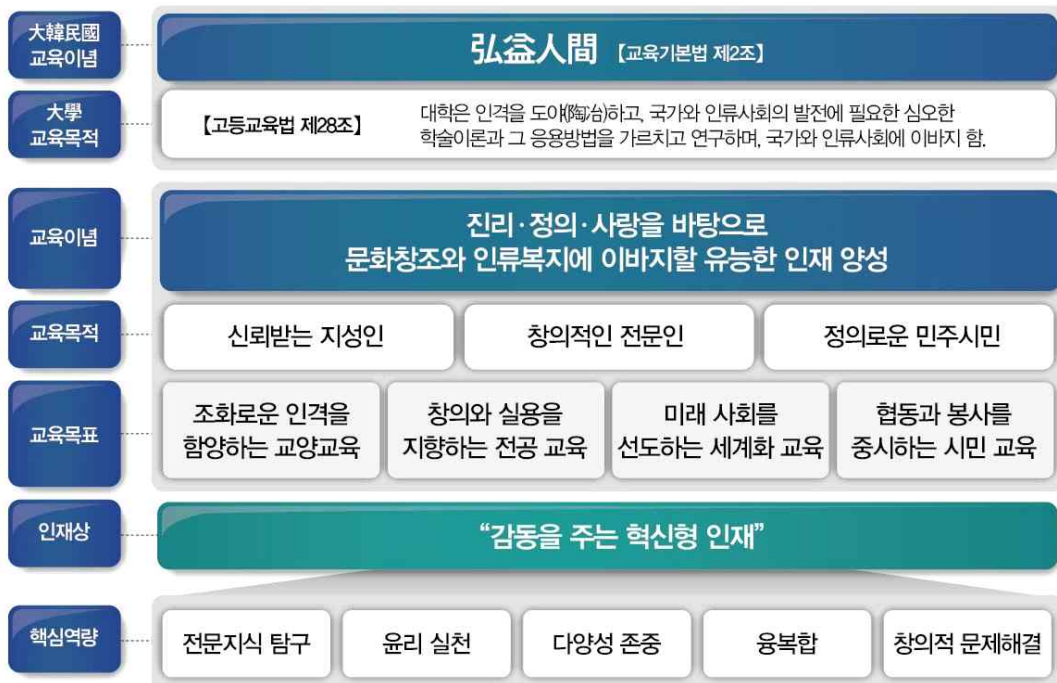 大韓民國
교육이념
弘益人間 【교육기본법 제2조】
大學
교육목적
【고등교육법 제28조】
대학은 인격을 도야(陶冶)하고, 국가와 인류사회의 발전에 필요한 심오한
학술이론과 그 응용방법을 가르치고 연구하며, 국가와 인류사회에 이바지 함.
교육이념
진리·정의·사랑을 바탕으로
문화창조와 인류복지에 이바지할 유능한 인재 양성
교육목적
신뢰받는 지성인
창의적인 전문인
정의로운 민주시민
교육목표
조화로운 인격을
함양하는 교양교육
창의와 실용을
지향하는 전공 교육
미래 사회를
선도하는 세계화 교육
협동과 봉사를
중시하는 시민 교육
인재상
“감동을 주는 혁신형 인재”
핵심역량
전문지식 탐구
윤리 실천
다양성 존중
융복합
창의적 문제해결